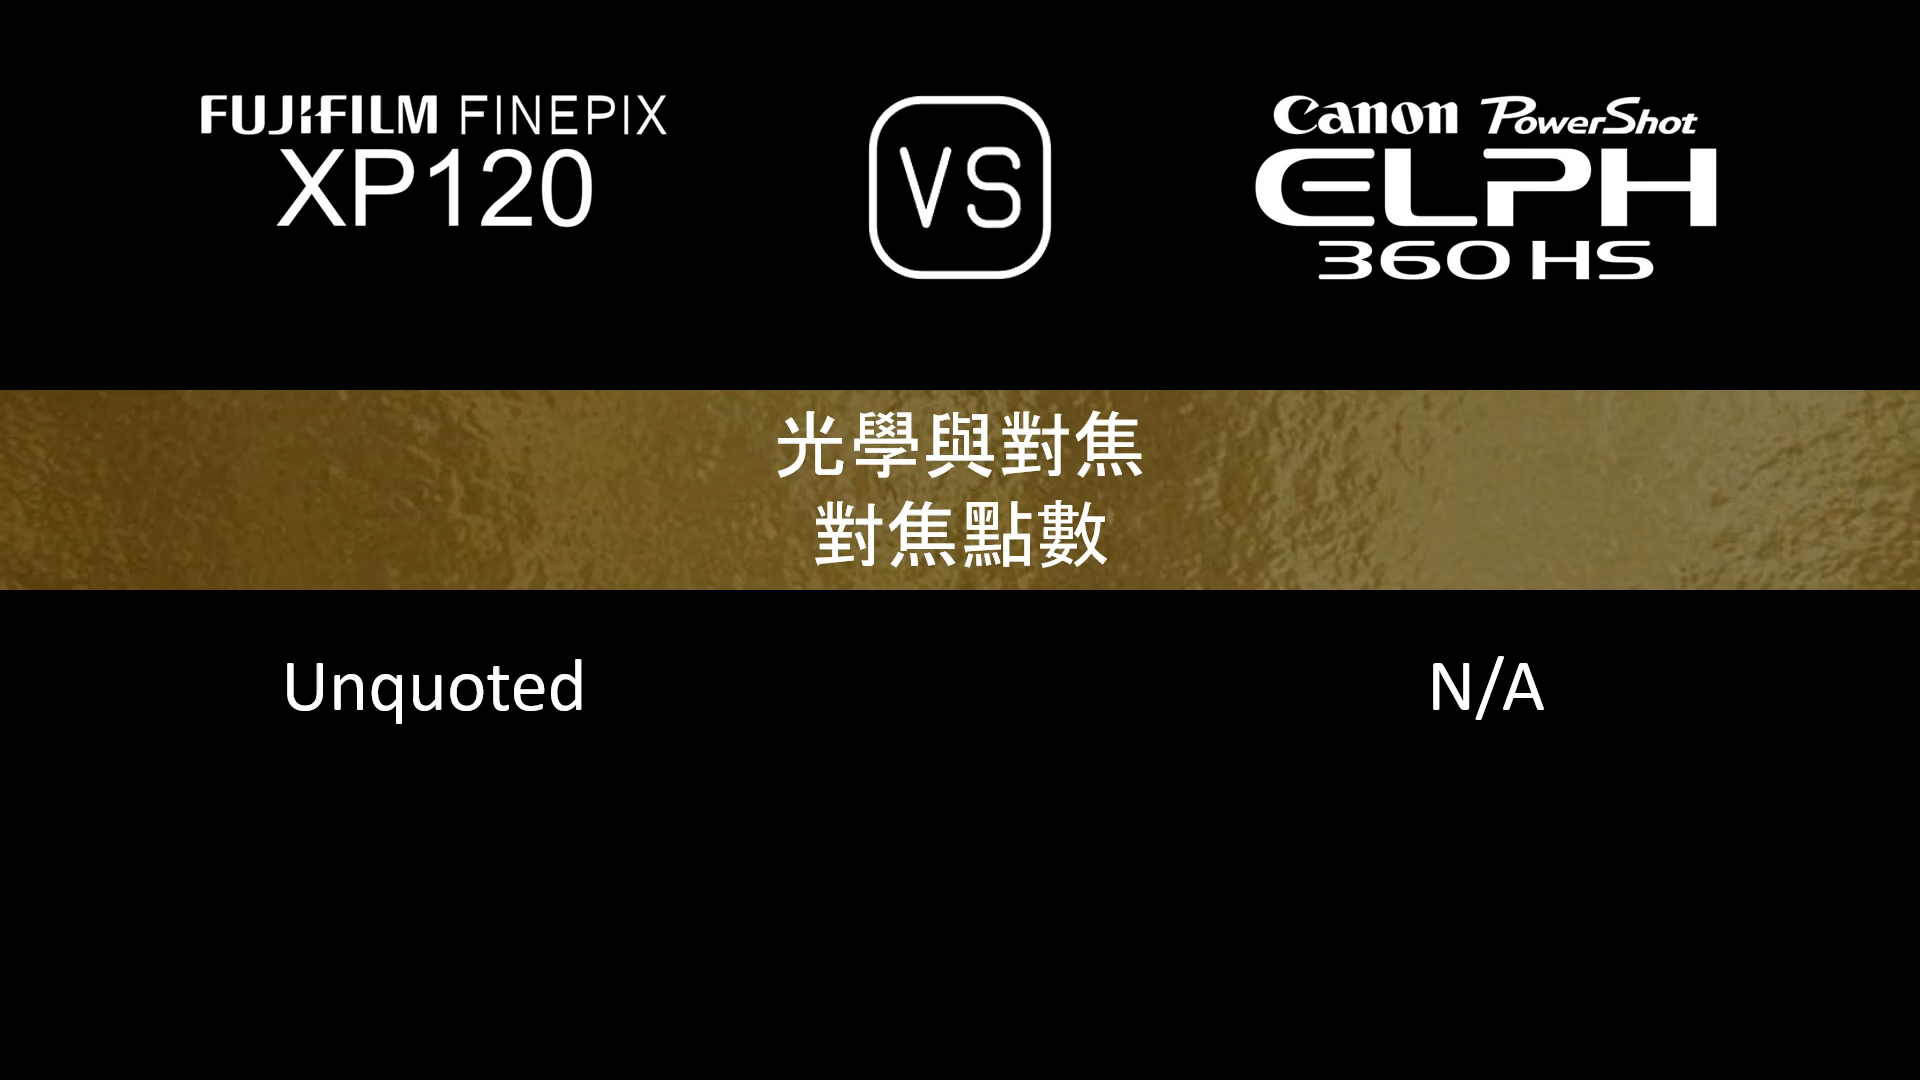 FUJIFILM FINEPIX
XP120
VS
Canon PowerShot
ELPH
360 HS
光學與對焦
對焦點數
Unquoted
N/A